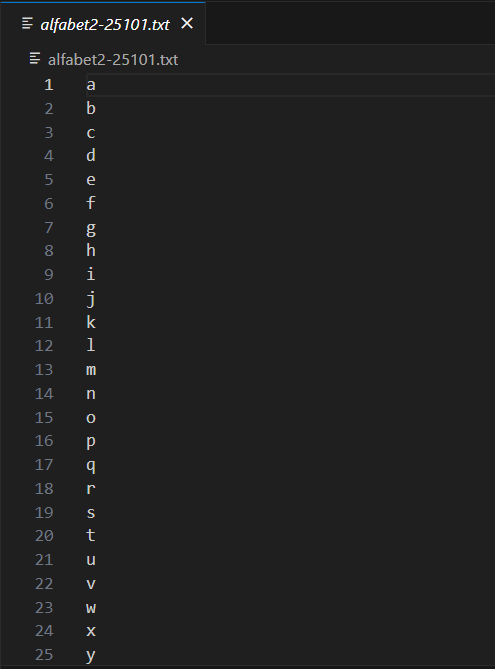 alfabet2-25101.txt
alfabet2-25101.txt
1 a
2 b
3 c
4 d
5 e
6 f
7 g
8 h
9 i
10 j
11 k
12 l
13 m
14 n
15 o
16 p
17 q
18 r
19 s
20 t
21 u
22 v
23 w
24 x
25 y